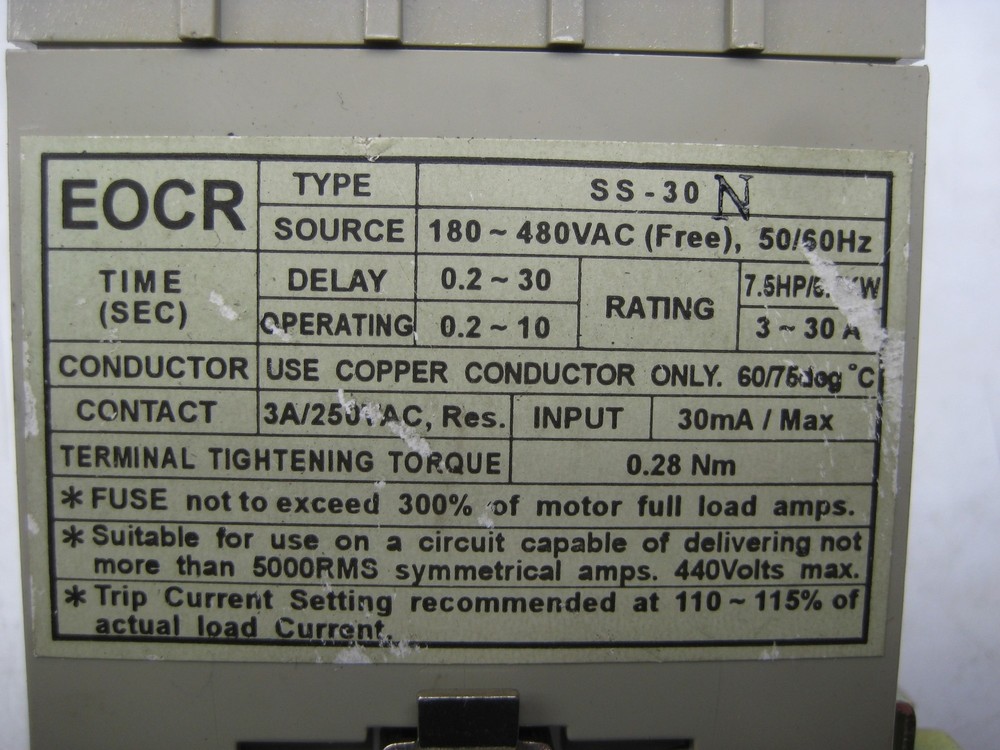 EOCR TYPE SS-30 N
SOURCE 180 ~ 480VAC (Free), 50/60Hz
TIME (SEC) DELAY 0.2 ~ 30 RATING
OPERATING 0.2 ~ 10 3 ~ 30 A
CONDUCTOR USE COPPER CONDUCTOR ONLY. 60/75deg °C
CONTACT 3A/250VAC, Res. INPUT 30mA / Max
TERMINAL TIGHTENING TORQUE 0.28 Nm
* FUSE not to exceed 300% of motor full load amps.
* Suitable for use on a circuit capable of delivering not
more than 5000RMS symmetrical amps. 440Volts max.
* Trip Current Setting recommended at 110 ~ 115% of
actual load Current.